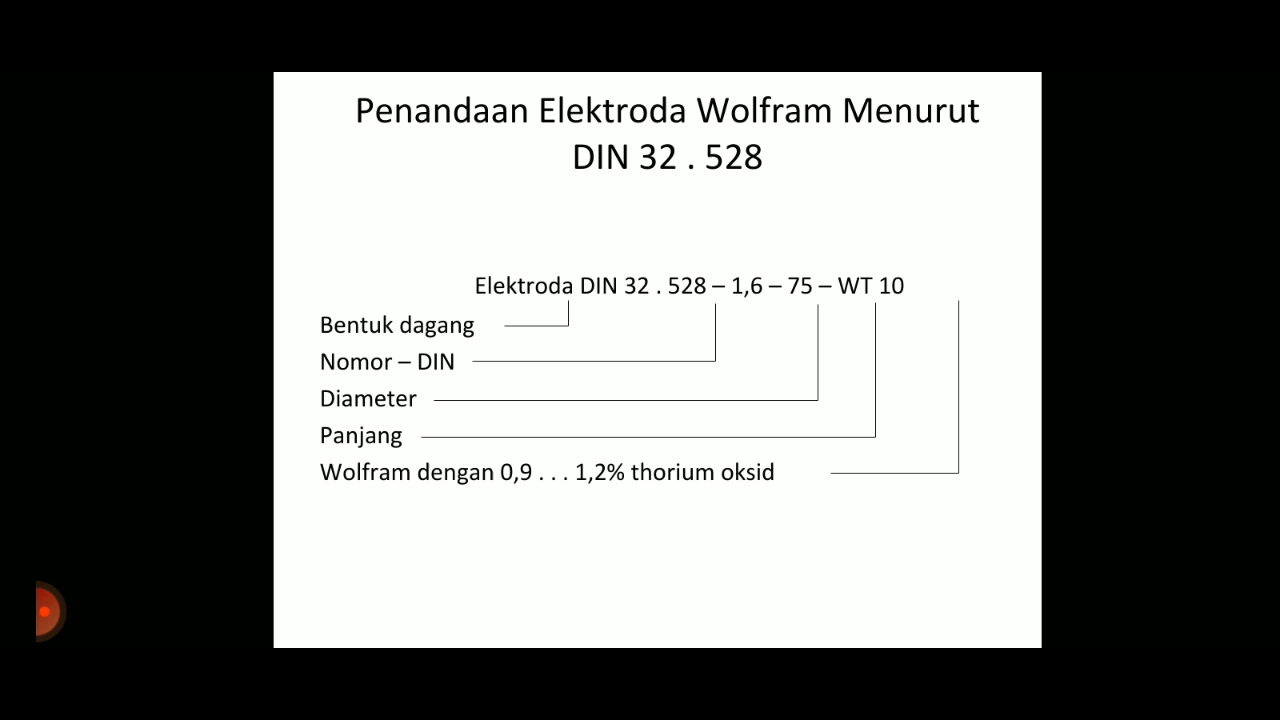 Penandaan Elektroda Wolfram Menurut
DIN 32 . 528
Elektroda DIN 32 . 528 – 1,6 – 75 – WT 10
Bentuk dagang
Nomor – DIN
Diameter
Panjang
Wolfram dengan 0,9 . . . 1,2% thorium oksid